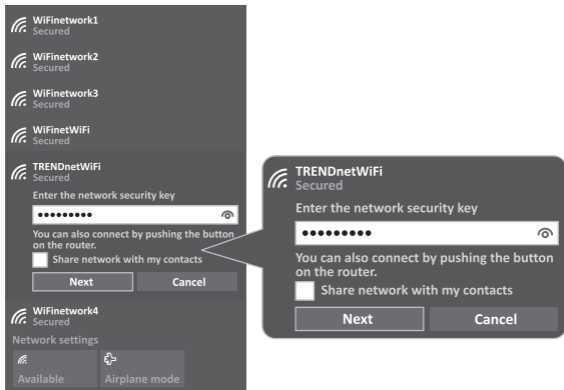 WiFinetwork1
Secured
WiFinetwork2
Secured
WiFinetwork3
Secured
WiFinetWiFi
Secured
TRENDnetWiFi
Secured
Enter the network security key
•••••••••
You can also connect by pushing the button
on the router.
Share network with my contacts
Next Cancel
WiFinetwork4
Secured
Network settings
Available Airplane mode
TRENDnetWiFi
Secured
Enter the network security key
•••••••••
You can also connect by pushing the button
on the router.
Share network with my contacts
Next Cancel